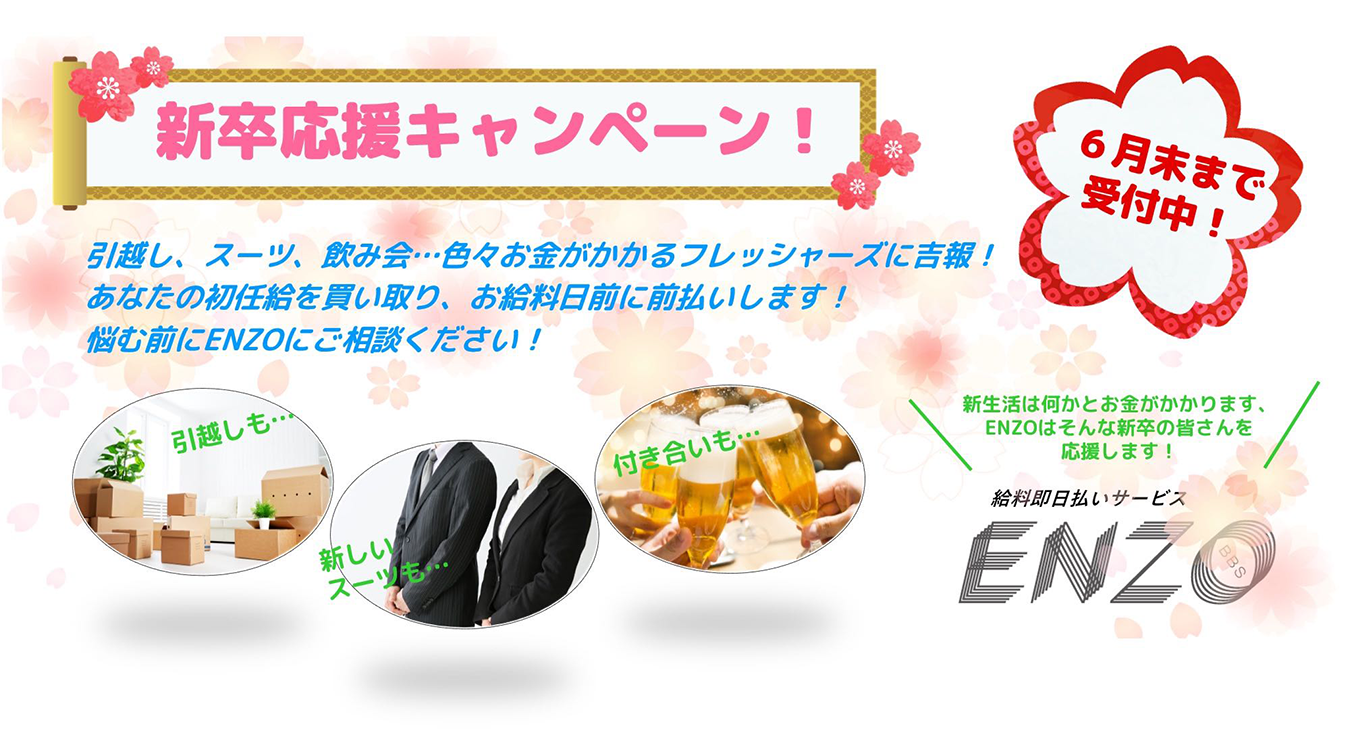 新卒応援キャンペーン！
6月末まで
受付中！
引越し、スーツ、飲み会…色々お金がかかるフレッシャーズに吉報！
あなたの初任給を買い取り、お給料日前に前払いします！
悩む前にENZOにご相談ください！
引越しも…
新しい
スーツも…
付き合いも…
新生活は何かとお金がかかります、
ENZOはそんな新卒の皆さんを
応援します！
給料即日払いサービス
ENZO
BBS